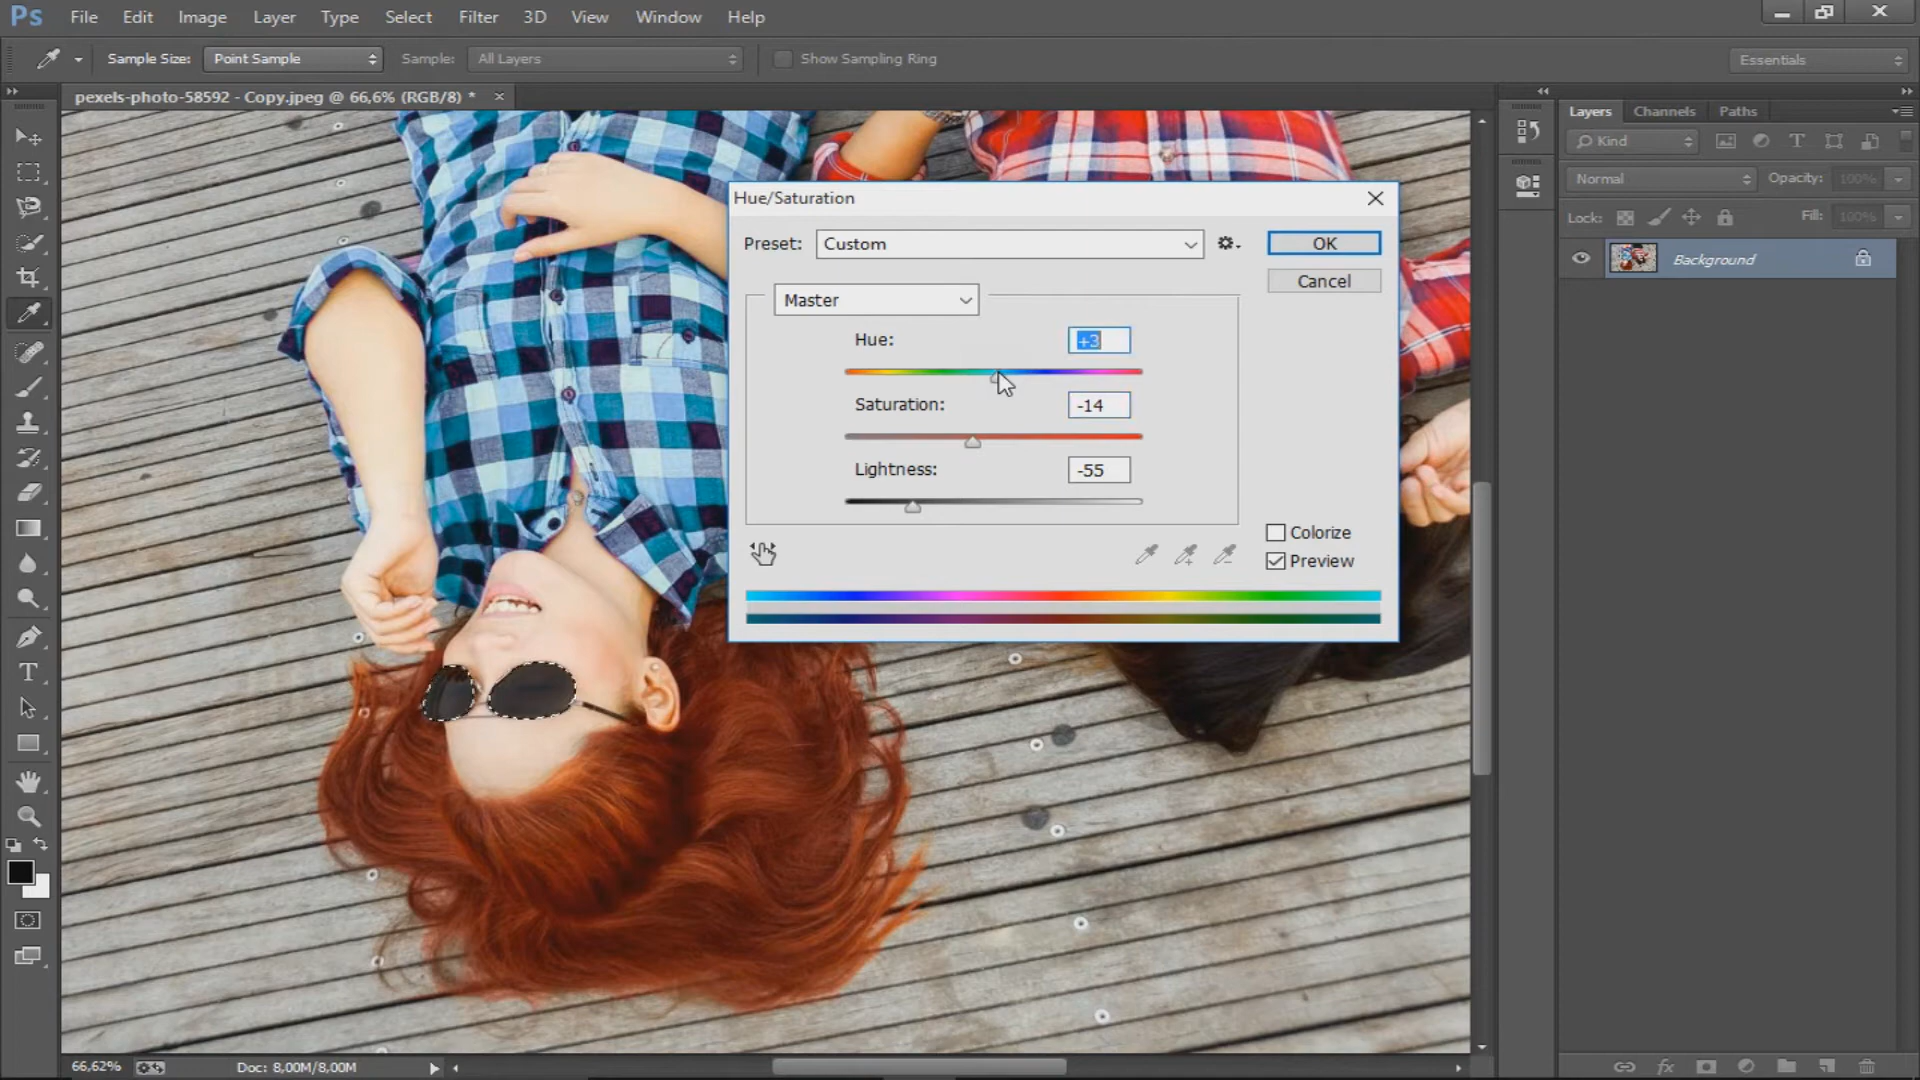 Ps File Edit Image Layer Type Select Filter 3D View Window Help
Sample Size: Point Sample Sample: All Layers Show Sampling Ring Essentials
pexels-photo-58592 - Copy.jpeg @ 66,6% (RGB/8) *
Layers Channels Paths
Kind
Normal Opacity: 100%
Lock: Fill: 100%
Background
Hue/Saturation
Preset: Custom OK
Cancel
Master
Hue: +3
Saturation: -14
Lightness: -55
Colorize
Preview
66,62% Doc: 8,00M/8,00M